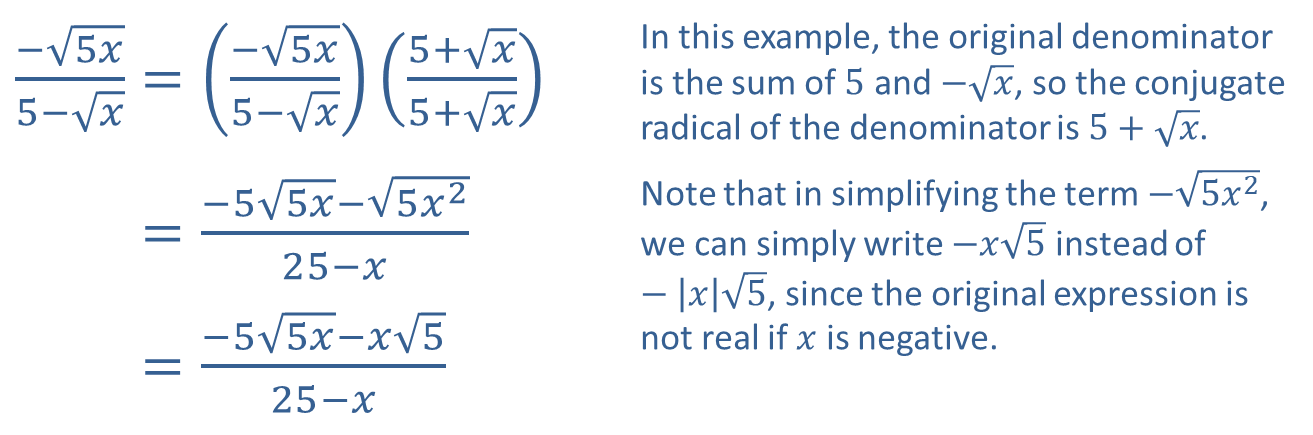 −√(5x) / (5−√x) = (−√(5x) / (5−√x)) ((5+√x) / (5+√x))
= (−5√(5x)−√(5x²)) / (25−x)
= (−5√(5x)−x√5) / (25−x)
In this example, the original denominator
is the sum of 5 and −√x, so the conjugate
radical of the denominator is 5 + √x.
Note that in simplifying the term −√(5x²),
we can simply write −x√5 instead of
− |x|√5, since the original expression is
not real if x is negative.